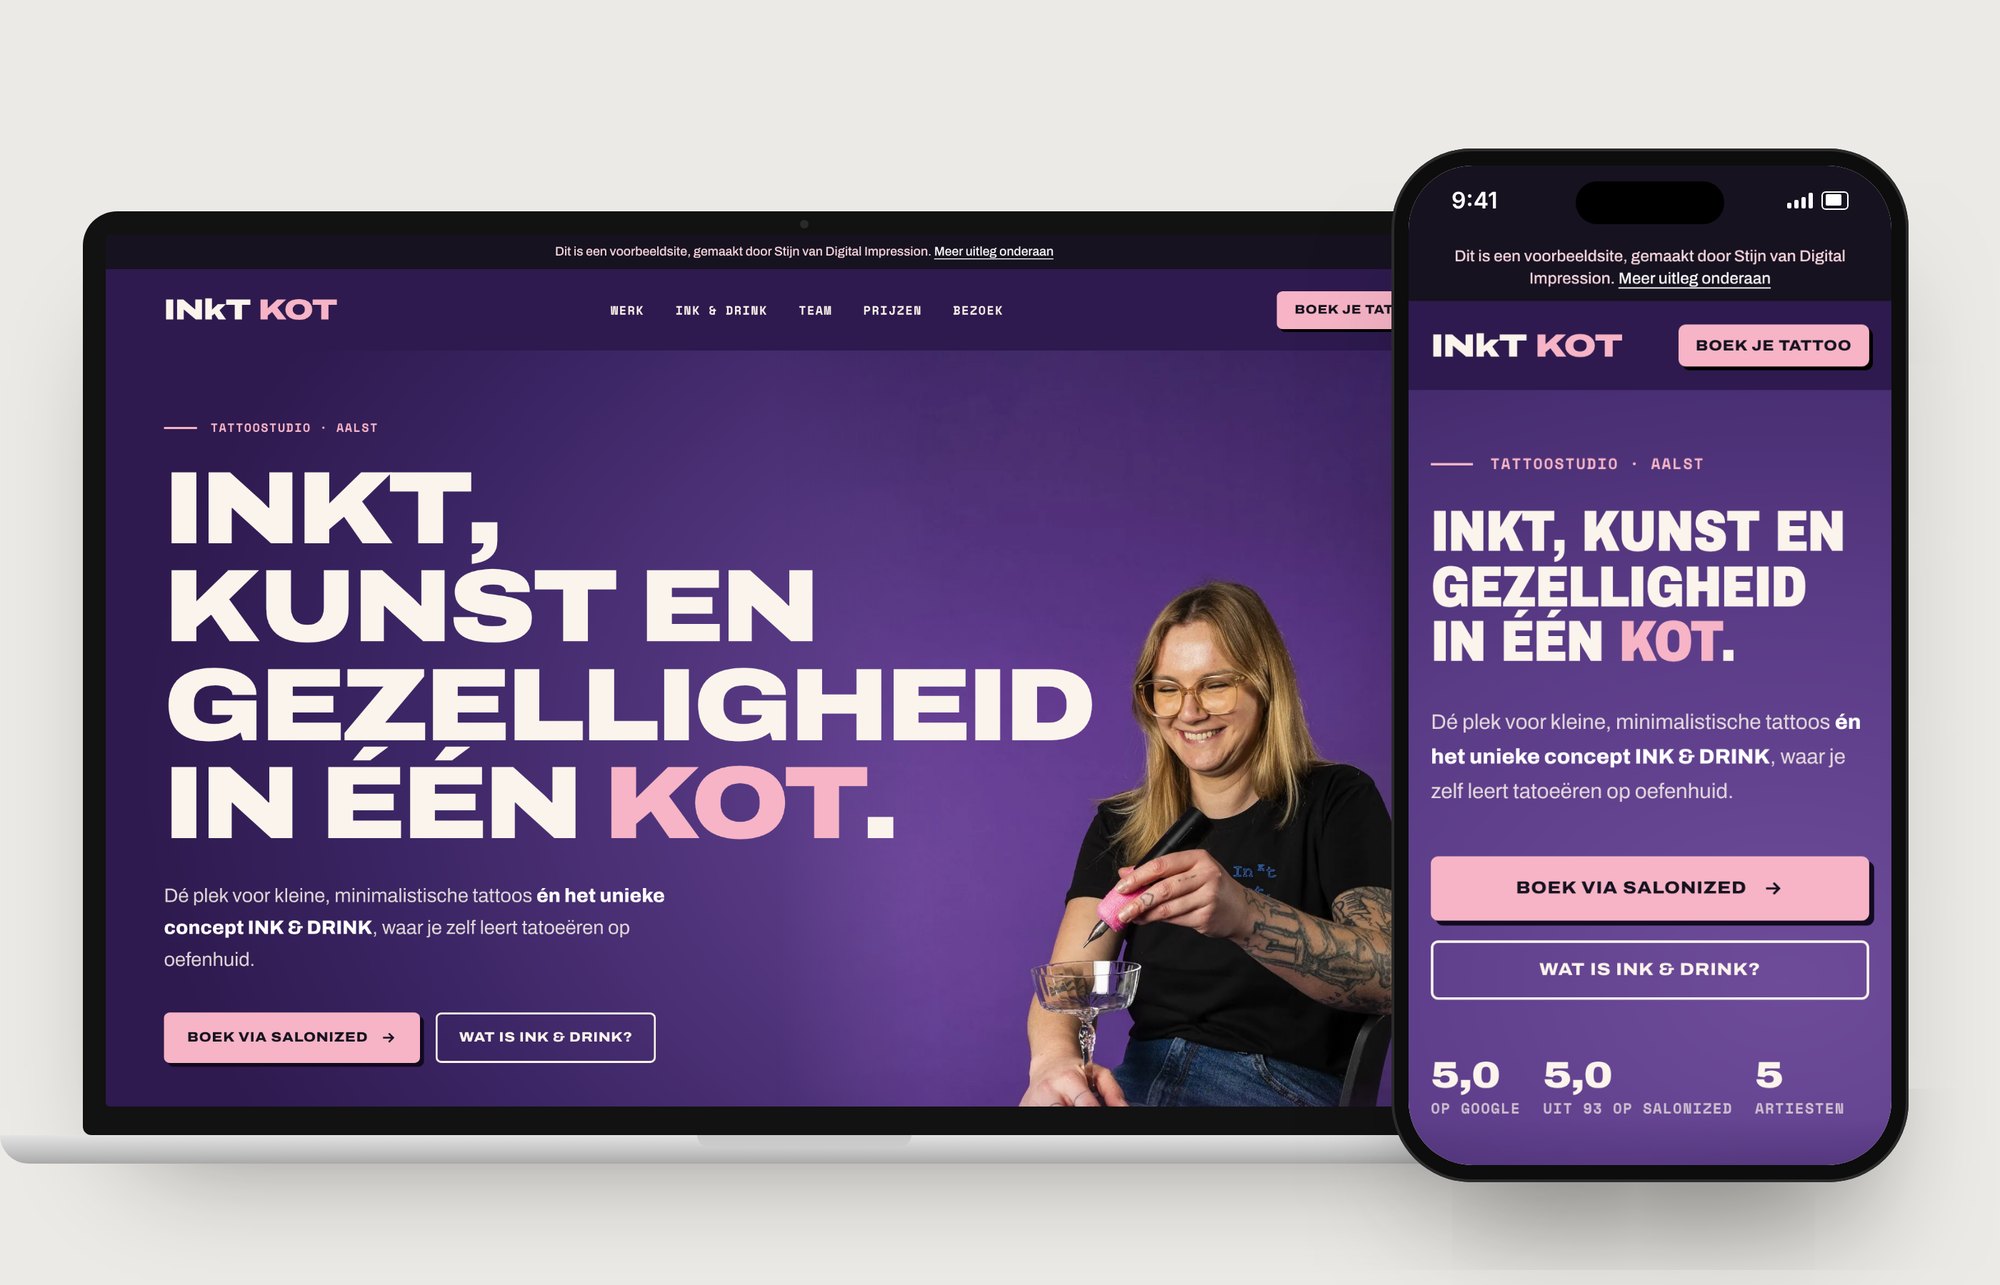 Dit is een voorbeeldsite, gemaakt door Stijn van Digital Impression. Meer uitleg onderaan
INkT KOT
WERK INK & DRINK TEAM PRIJZEN BEZOEK
BOEK JE TAT
TATTOOSTUDIO · AALST
INKT,
KUNST EN
GEZELLIGHEID
IN ÉÉN KOT.
Dé plek voor kleine, minimalistische tattoos én het unieke
concept INK & DRINK, waar je zelf leert tatoeëren op
oefenhuid.
BOEK VIA SALONIZED →
WAT IS INK & DRINK?
In't
9:41
Dit is een voorbeeldsite, gemaakt door Stijn van Digital
Impression. Meer uitleg onderaan
INkT KOT
BOEK JE TATTOO
TATTOOSTUDIO · AALST
INKT, KUNST EN
GEZELLIGHEID
IN ÉÉN KOT.
Dé plek voor kleine, minimalistische tattoos én
het unieke concept INK & DRINK, waar je
zelf leert tatoeëren op oefenhuid.
BOEK VIA SALONIZED →
WAT IS INK & DRINK?
5,0 5,0 5
OP GOOGLE UIT 93 OP SALONIZED ARTIESTEN